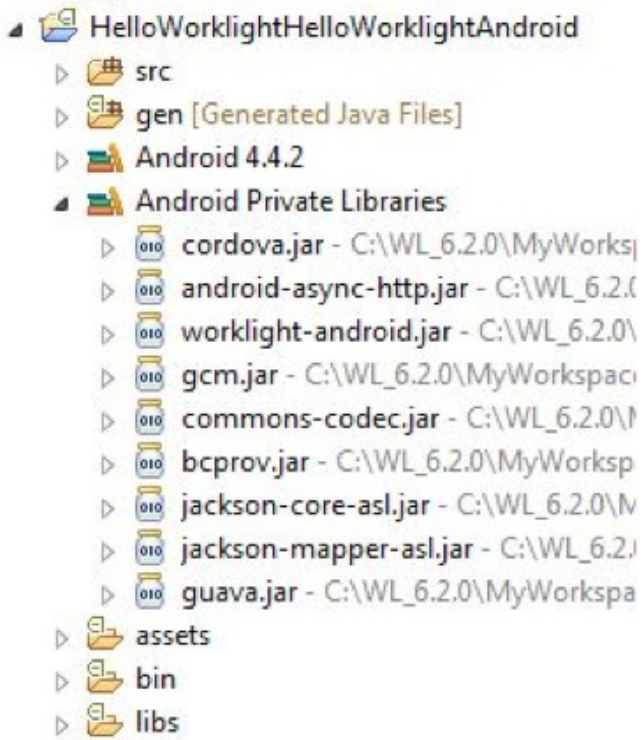 HelloWorklightHelloWorklightAndroid
src
gen [Generated Java Files]
Android 4.4.2
Android Private Libraries
cordova.jar - C:\WL_6.2.0\MyWorksp
android-async-http.jar - C:\WL_6.2.0
worklight-android.jar - C:\WL_6.2.0\
gcm.jar - C:\WL_6.2.0\MyWorkspac
commons-codec.jar - C:\WL_6.2.0\M
bcprov.jar - C:\WL_6.2.0\MyWorksp
jackson-core-asl.jar - C:\WL_6.2.0\M
jackson-mapper-asl.jar - C:\WL_6.2.
guava.jar - C:\WL_6.2.0\MyWorkspa
assets
bin
libs